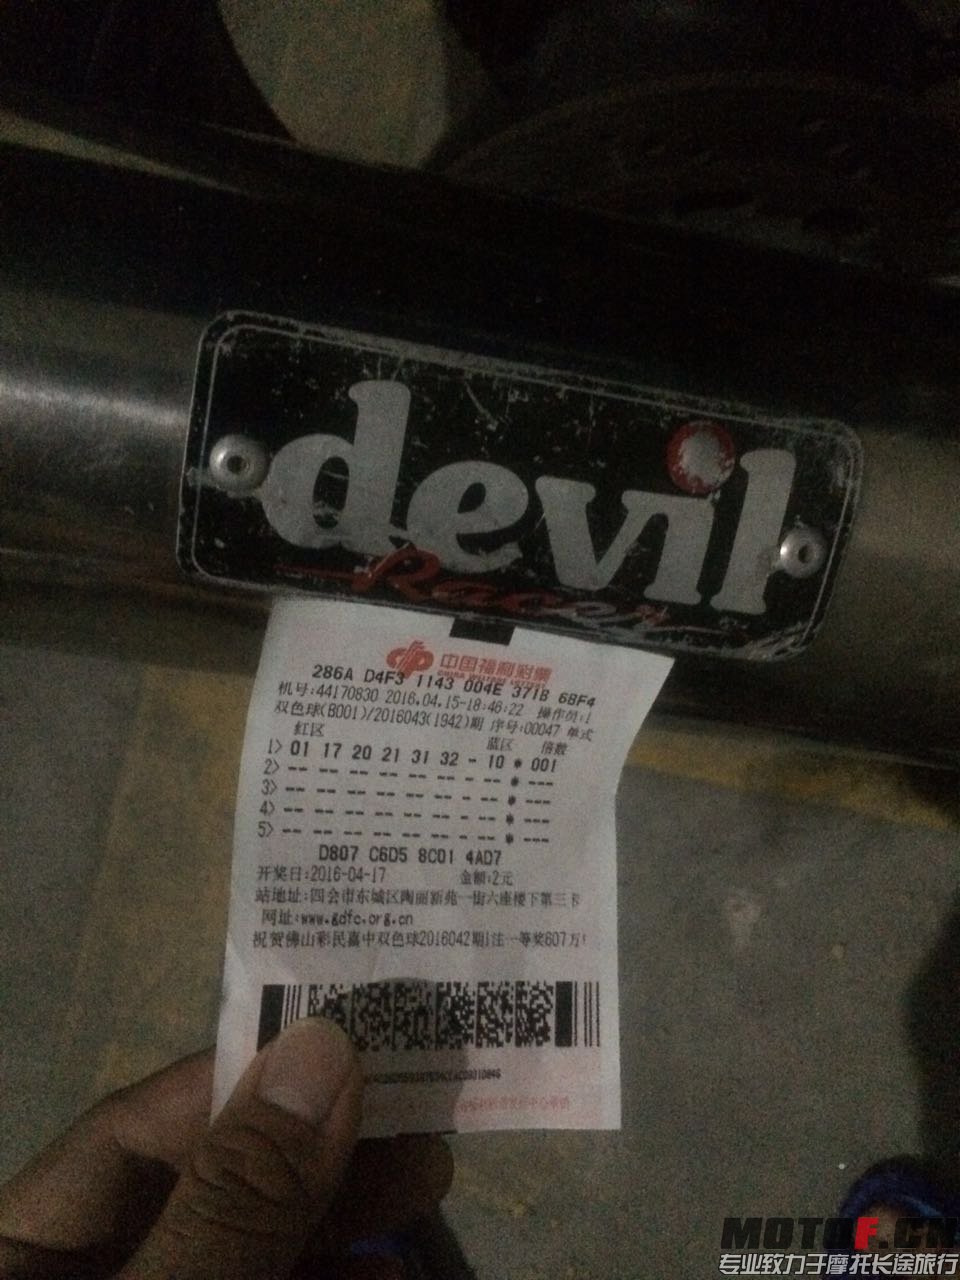 devil
Racer
中国福利彩票
CHINA WELFARE LOTTERY
286A D4F3 1143 004E 371B 6BF4
机号:44170830 2016.04.15-18:46:22 操作员:1
双色球(B001)/2016043(1942)期 序号:00047 单式
红区 蓝区 倍数
1> 01 17 20 21 31 32 - 10 * 001
2> -- -- -- -- -- -- - -- * ---
3> -- -- -- -- -- -- - -- * ---
4> -- -- -- -- -- -- - -- * ---
5> -- -- -- -- -- -- - -- * ---
D807 C6D5 8C01 4AD7
开奖日:2016-04-17 金额:2元
站地址:四会市东城区陶丽新苑一街六座楼下第三卡
网址:www.gdfc.org.cn
祝贺佛山彩民喜中双色球2016042期1注一等奖607万!
MOTOF.CN
专业致力于摩托长途旅行